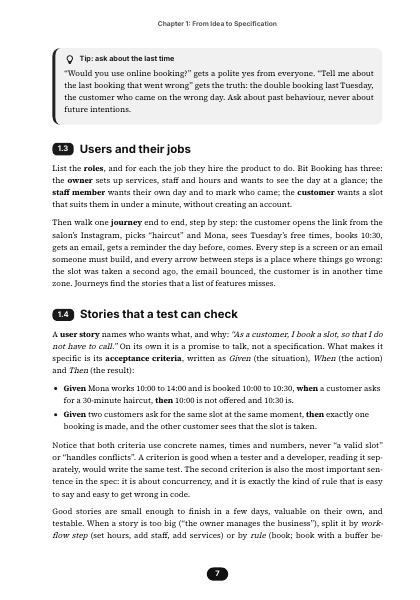 Chapter 1: From Idea to Specification
Tip: ask about the last time
“Would you use online booking?” gets a polite yes from everyone. “Tell me about
the last booking that went wrong” gets the truth: the double booking last Tuesday,
the customer who came on the wrong day. Ask about past behaviour, never about
future intentions.
1.3 Users and their jobs
List the roles, and for each the job they hire the product to do. Bit Booking has three:
the owner sets up services, staff and hours and wants to see the day at a glance; the
staff member wants their own day and to mark who came; the customer wants a slot
that suits them in under a minute, without creating an account.
Then walk one journey end to end, step by step: the customer opens the link from the
salon’s Instagram, picks “haircut” and Mona, sees Tuesday’s free times, books 10:30,
gets an email, gets a reminder the day before, comes. Every step is a screen or an email
someone must build, and every arrow between steps is a place where things go wrong:
the slot was taken a second ago, the email bounced, the customer is in another time
zone. Journeys find the stories that a list of features misses.
1.4 Stories that a test can check
A user story names who wants what, and why: “As a customer, I book a slot, so that I do
not have to call.” On its own it is a promise to talk, not a specification. What makes it
specific is its acceptance criteria, written as Given (the situation), When (the action)
and Then (the result):
• Given Mona works 10:00 to 14:00 and is booked 10:00 to 10:30, when a customer asks
for a 30-minute haircut, then 10:00 is not offered and 10:30 is.
• Given two customers ask for the same slot at the same moment, then exactly one
booking is made, and the other customer sees that the slot is taken.
Notice that both criteria use concrete names, times and numbers, never “a valid slot”
or “handles conflicts”. A criterion is good when a tester and a developer, reading it sep-
arately, would write the same test. The second criterion is also the most important sen-
tence in the spec: it is about concurrency, and it is exactly the kind of rule that is easy
to say and easy to get wrong in code.
Good stories are small enough to finish in a few days, valuable on their own, and
testable. When a story is too big (“the owner manages the business”), split it by work-
flow step (set hours, add staff, add services) or by rule (book; book with a buffer be-
7